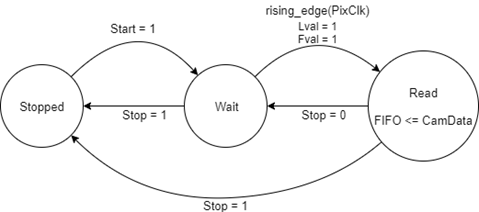 rising_edge(PixClk)
Lval = 1
Fval = 1
Start = 1
Stopped
Wait
Read
FIFO <= CamData
Stop = 1
Stop = 0
Stop = 1